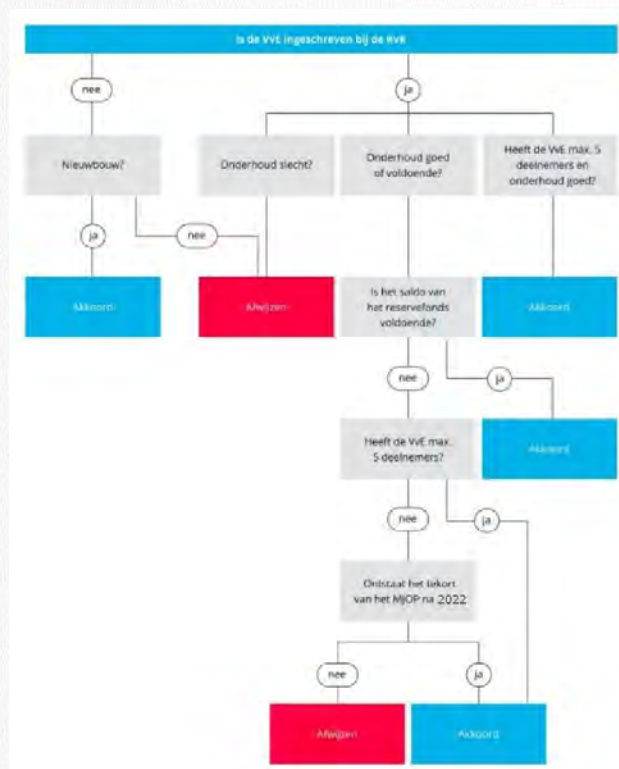 Is de VVE ingeschreven bij de KvK
nee
ja
Nieuwbouw?
Onderhoud slecht?
Onderhoud goed
of voldoende?
Heeft de VvE max. 5
deelnemers en
onderhoud goed?
ja
nee
Akkoord
Afwijzen
Is het saldo van
het reservefonds
voldoende?
Akkoord
nee
ja
Heeft de VvE max.
5 deelnemers?
Akkoord
nee
ja
Ontstaat het tekort
van het MJOP na 2022
nee
ja
Afwijzen
Akkoord